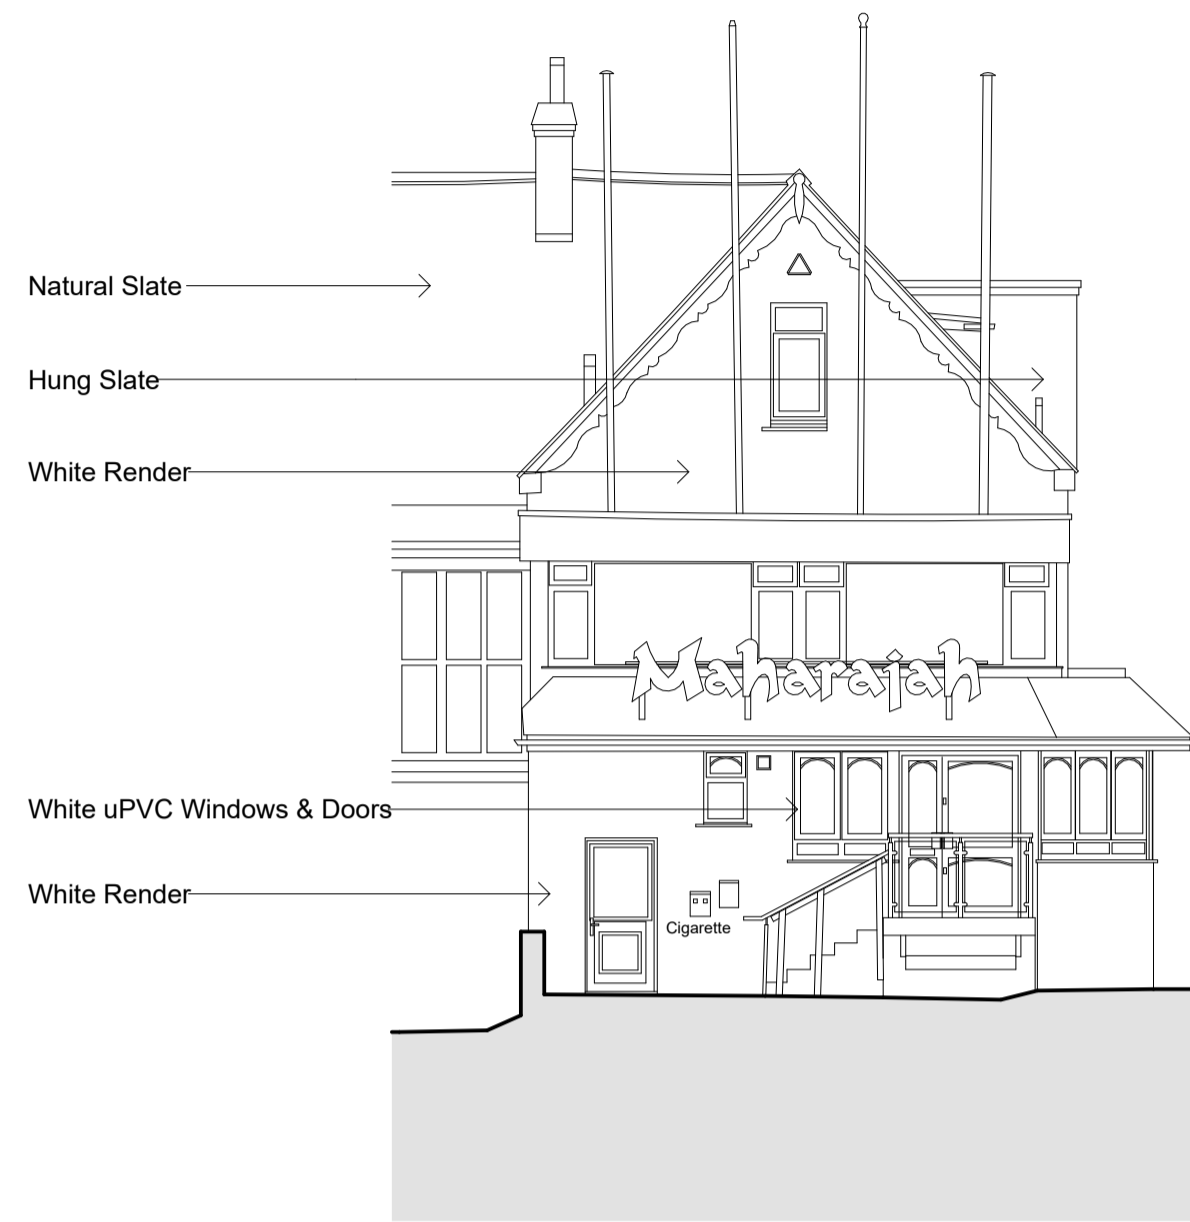 Natural Slate
Hung Slate
White Render
Maharajah
White uPVC Windows & Doors
White Render
Cigarette